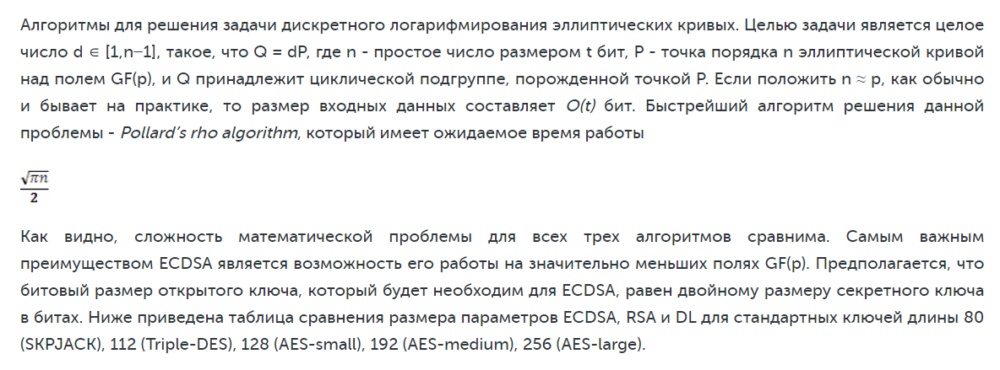 Алгоритмы для решения задачи дискретного логарифмирования эллиптических кривых. Целью задачи является целое
число d ∈ [1,n−1], такое, что Q = dP, где n - простое число размером t бит, P - точка порядка n эллиптической кривой
над полем GF(p), и Q принадлежит циклической подгруппе, порожденной точкой P. Если положить n ≈ p, как обычно
и бывает на практике, то размер входных данных составляет O(t) бит. Быстрейший алгоритм решения данной
проблемы - Pollard’s rho algorithm, который имеет ожидаемое время работы
√πn
2
Как видно, сложность математической проблемы для всех трех алгоритмов сравнима. Самым важным
преимуществом ECDSA является возможность его работы на значительно меньших полях GF(p). Предполагается, что
битовый размер открытого ключа, который будет необходим для ECDSA, равен двойному размеру секретного ключа
в битах. Ниже приведена таблица сравнения размера параметров ECDSA, RSA и DL для стандартных ключей длины 80
(SKPJACK), 112 (Triple-DES), 128 (AES-small), 192 (AES-medium), 256 (AES-large).